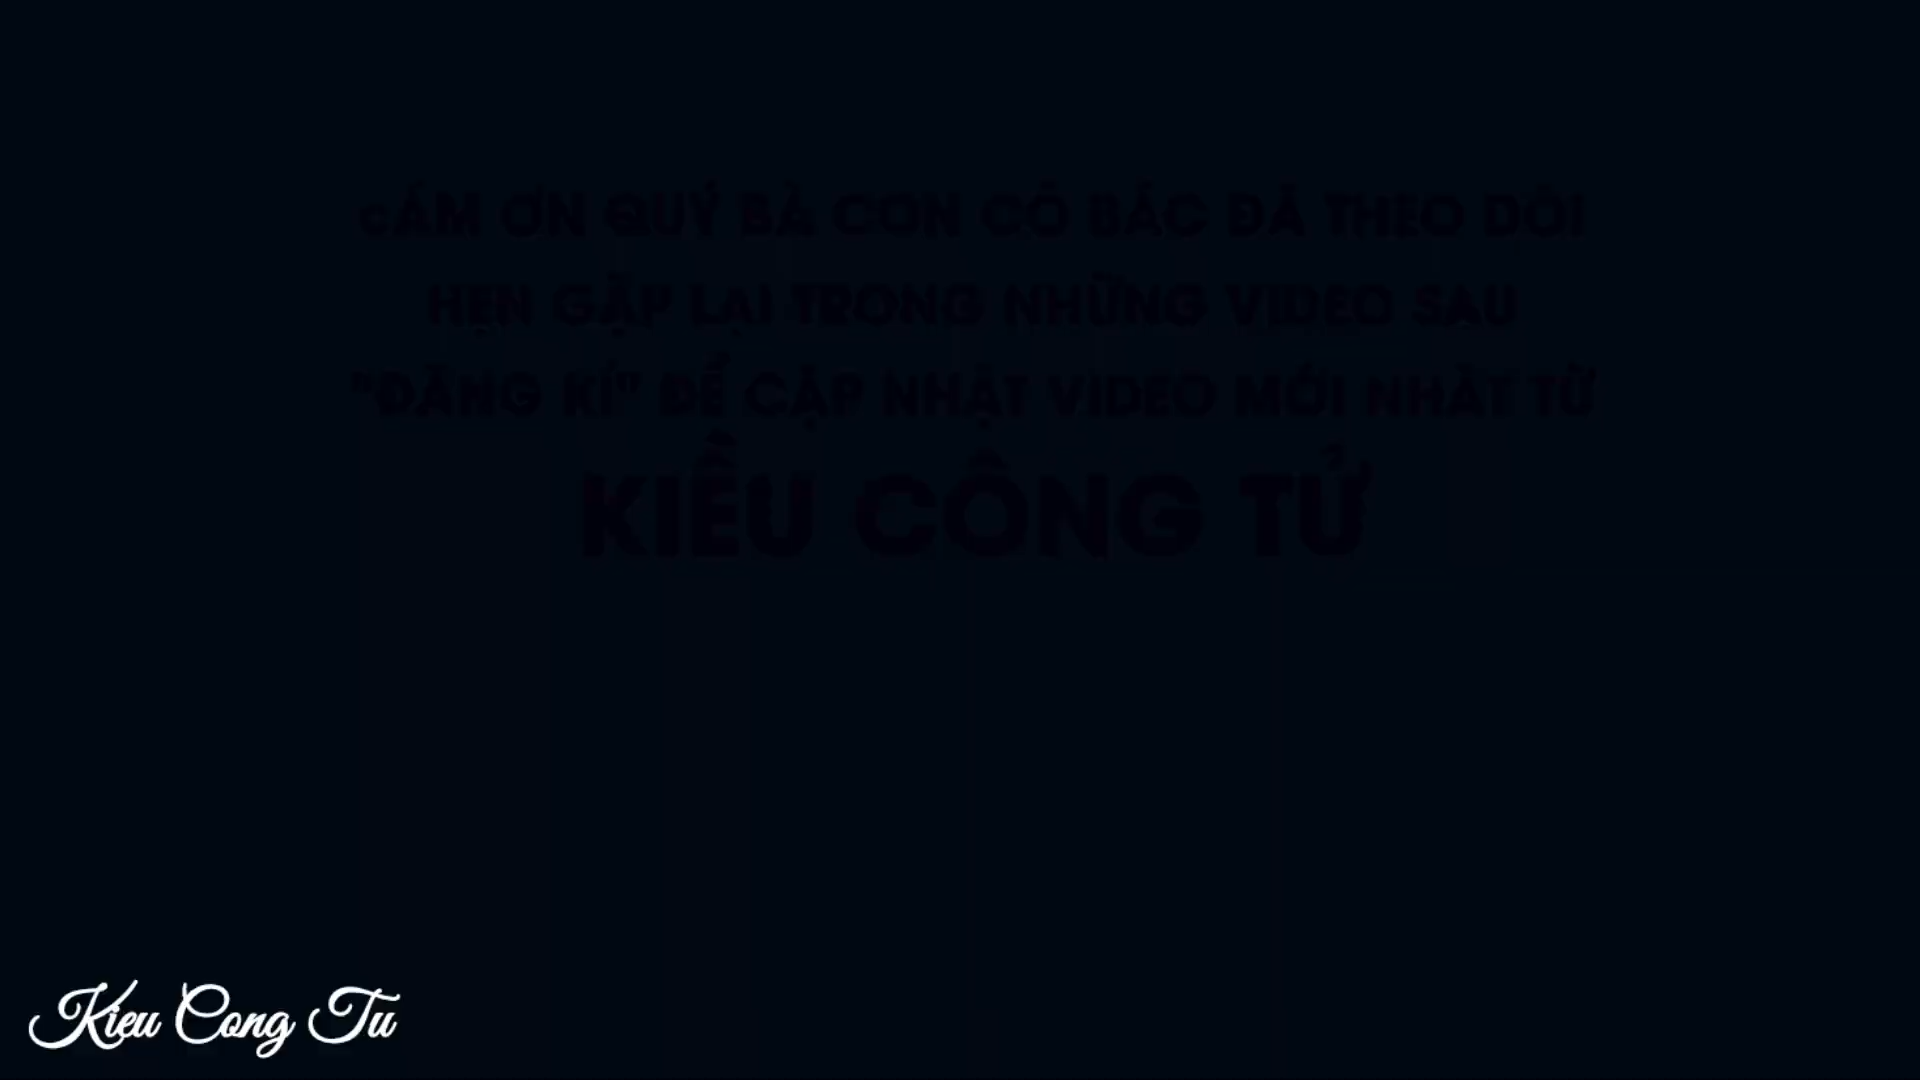 cÁM ƠN QUÝ BÀ CON CÔ BÁC ĐÃ THEO DÕI
HẸN GẶP LẠI TRONG NHỮNG VIDEO SAU
"ĐĂNG KÍ" ĐỂ CẬP NHẬT VIDEO MỚI NHẤT TỪ
KIỀU CÔNG TỬ
Kieu Cong Tu